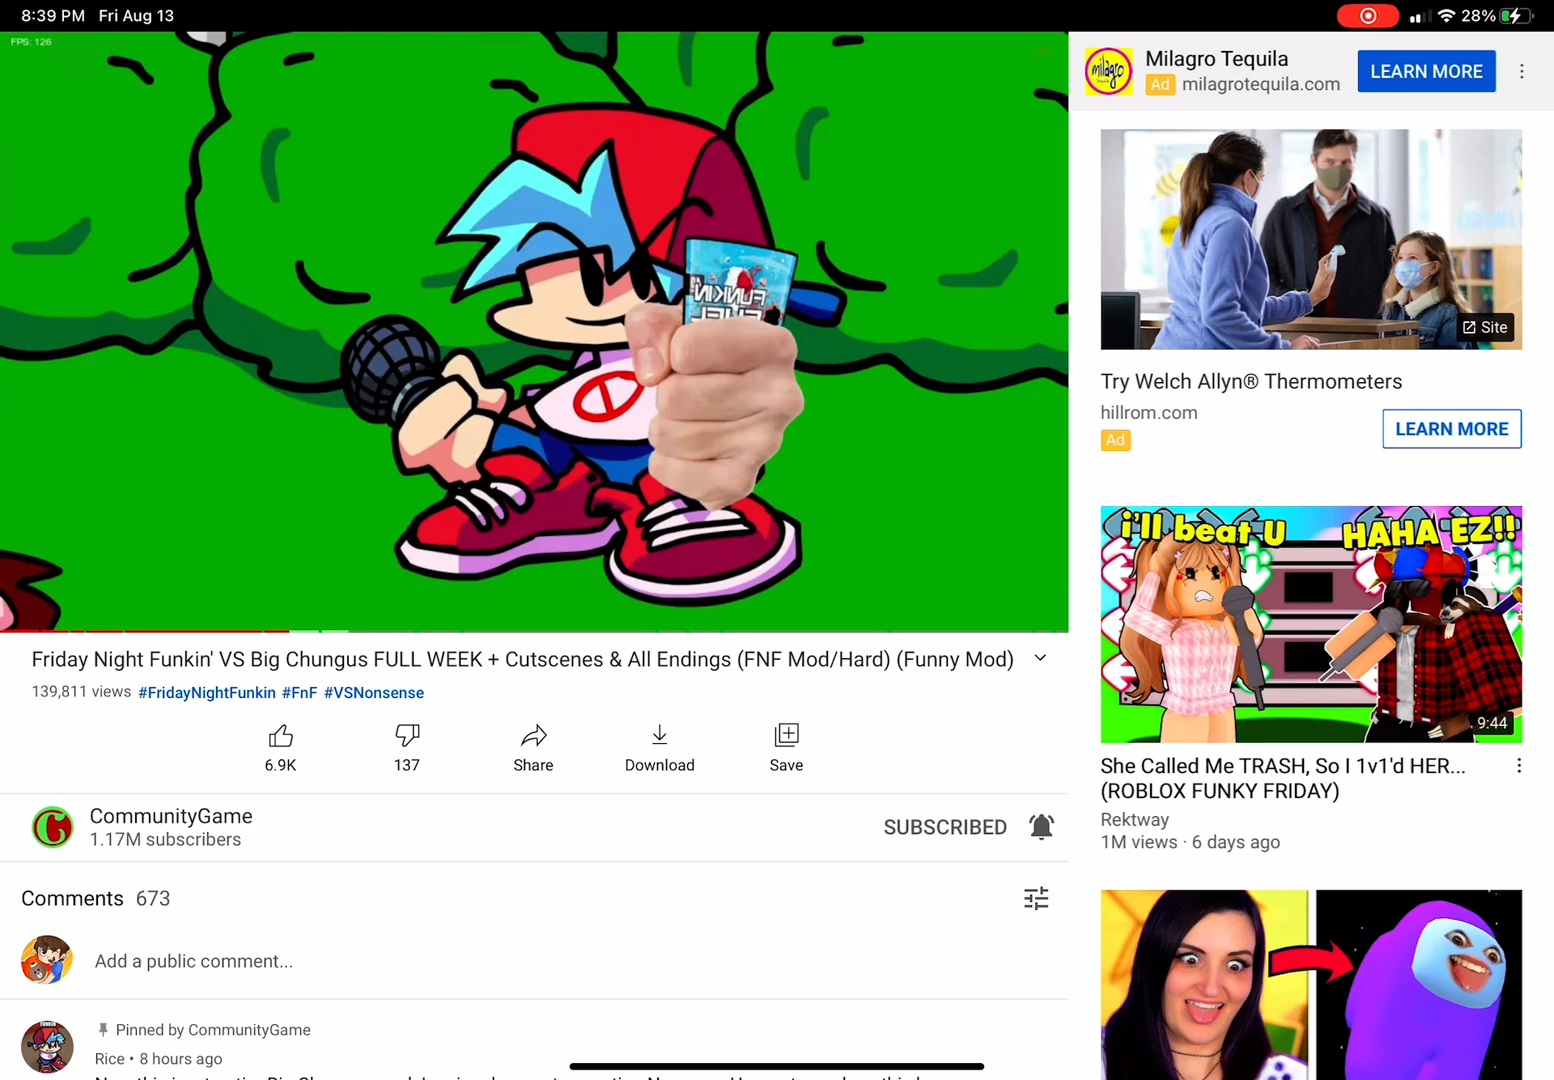 8:39 PM Fri Aug 13
28%
FPS: 126
FUNKIN
Milagro Tequila
Ad milagrotequila.com
LEARN MORE
milagro
Site
Try Welch Allyn® Thermometers
hillrom.com
Ad
LEARN MORE
i'll beat U HAHA EZ!!
9:44
She Called Me TRASH, So I 1v1'd HER...
(ROBLOX FUNKY FRIDAY)
Rektway
1M views · 6 days ago
Friday Night Funkin' VS Big Chungus FULL WEEK + Cutscenes & All Endings (FNF Mod/Hard) (Funny Mod)
139,811 views #FridayNightFunkin #FnF #VSNonsense
6.9K 137 Share Download Save
C
CommunityGame
1.17M subscribers
SUBSCRIBED
Comments 673
Add a public comment...
Pinned by CommunityGame
Rice • 8 hours ago